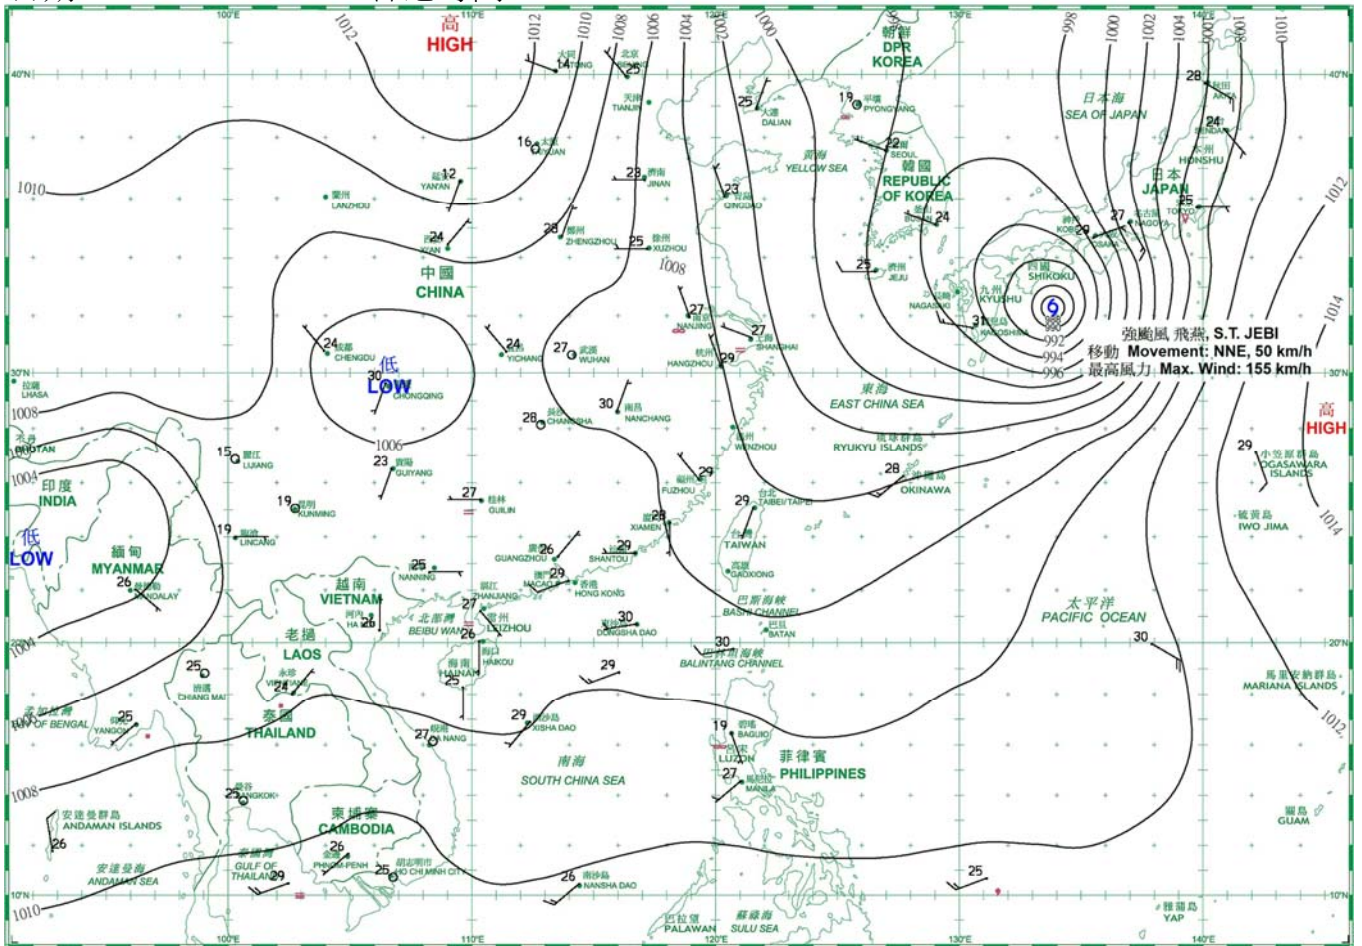 1012
高
HIGH
1012
1010
1008
1006
1004
1002
1000
998
1000
1002
1004
1008
1010
110°E
120°E
130°E
朝鮮
DPR
KOREA
40°N
40°N
14
大同
DATONG
北京
BEIJING
25
天津
TIANJIN
25
大連
DALIAN
19
平壤
PYONGYANG
日本海
SEA OF JAPAN
28
秋田
AKITA
24
SENDAI
本州
HONSHU
16
太原
TAIYUAN
黃海
YELLOW SEA
22
SEOUL
韓國
REPUBLIC
OF KOREA
日本
JAPAN
1010
蘭州
LANZHOU
12
YAN'AN
23
濟南
JINAN
23
青島
QINGDAO
釜山
BUSAN
24
神戶
KOBE
29
大阪
OSAKA
27
名古屋
NAGOYA
25
TOKYO
1012
24
西安
XI'AN
28
鄭州
ZHENGZHOU
25
徐州
XUZHOU
1008
25
濟州
JEJU
四國
SHIKOKU
九州
KYUSHU
長崎
NAGASAKI
中國
CHINA
27
南京
NANJING
31
鹿兒島
KAGOSHIMA
988
990
992
994
996
強颱風 飛燕, S.T. JEBI
移動 Movement: NNE, 50 km/h
最高風力 Max. Wind: 155 km/h
1014
24
成都
CHENGDU
24
宜昌
YICHANG
27
武漢
WUHAN
杭州
HANGZHOU
29
27
上海
SHANGHAI
30°N
30°N
拉薩
LHASA
低
LOW
30
CHONGQING
東海
EAST CHINA SEA
1008
28
長沙
CHANGSHA
30
南昌
NANCHANG
溫州
WENZHOU
琉球群島
RYUKYU ISLANDS
高
HIGH
不丹
BHUTAN
1006
1004
1006
15
麗江
LIJIANG
23
貴陽
GUIYANG
福州
FUZHOU
29
28
沖繩島
OKINAWA
29
小笠原群島
OGASAWARA
ISLANDS
印度
INDIA
19
昆明
KUNMING
27
桂林
GUILIN
29
台北
TAIBEI/TAIPEI
硫黃島
IWO JIMA
1014
低
LOW
緬甸
MYANMAR
19
臨滄
LINCANG
廣州
GUANGZHOU
26
29
SHANTOU
廈門
XIAMEN
28
台灣
TAIWAN
26
曼德勒
MANDALAY
25
南寧
NANNING
澳門
MACAO
29
香港
HONG KONG
高雄
GAOXIONG
越南
VIETNAM
河內
HA NOI
26
北部灣
BEIBU WAN
湛江
ZHANJIANG
27
雷州
LEIZHOU
東沙島
DONGSHA DAO
30
巴士海峽
BASHI CHANNEL
太平洋
PACIFIC OCEAN
1004
20°N
老撾
LAOS
26
海口
HAIKOU
巴旦
BATAN
30
20°N
25
清邁
CHIANG MAI
永珍
VIENTIANE
24
海南
HAINAN
25
29
30
巴林坦海峽
BALINTANG CHANNEL
馬里安納群島
MARIANA ISLANDS
孟加拉灣
BAY OF BENGAL
1006
仰光
YANGON
25
泰國
THAILAND
27
峴港
DA NANG
29
西沙島
XISHA DAO
19
碧瑤
BAGUIO
呂宋
LUZON
1012
南海
SOUTH CHINA SEA
27
馬尼拉
MANILA
菲律賓
PHILIPPINES
1008
曼谷
BANGKOK
25
安達曼群島
ANDAMAN ISLANDS
26
柬埔寨
CAMBODIA
關島
GUAM
安達曼海
ANDAMAN SEA
泰國灣
GULF OF
THAILAND
26
金邊
PHNOM-PENH
25
胡志明市
HO CHI MINH CITY
29
26
南沙島
NANSHA DAO
25
10°N
10°N
1010
巴拉望
PALAWAN
蘇祿海
SULU SEA
雅蒲島
YAP
100°E
110°E
120°E
130°E
140°E